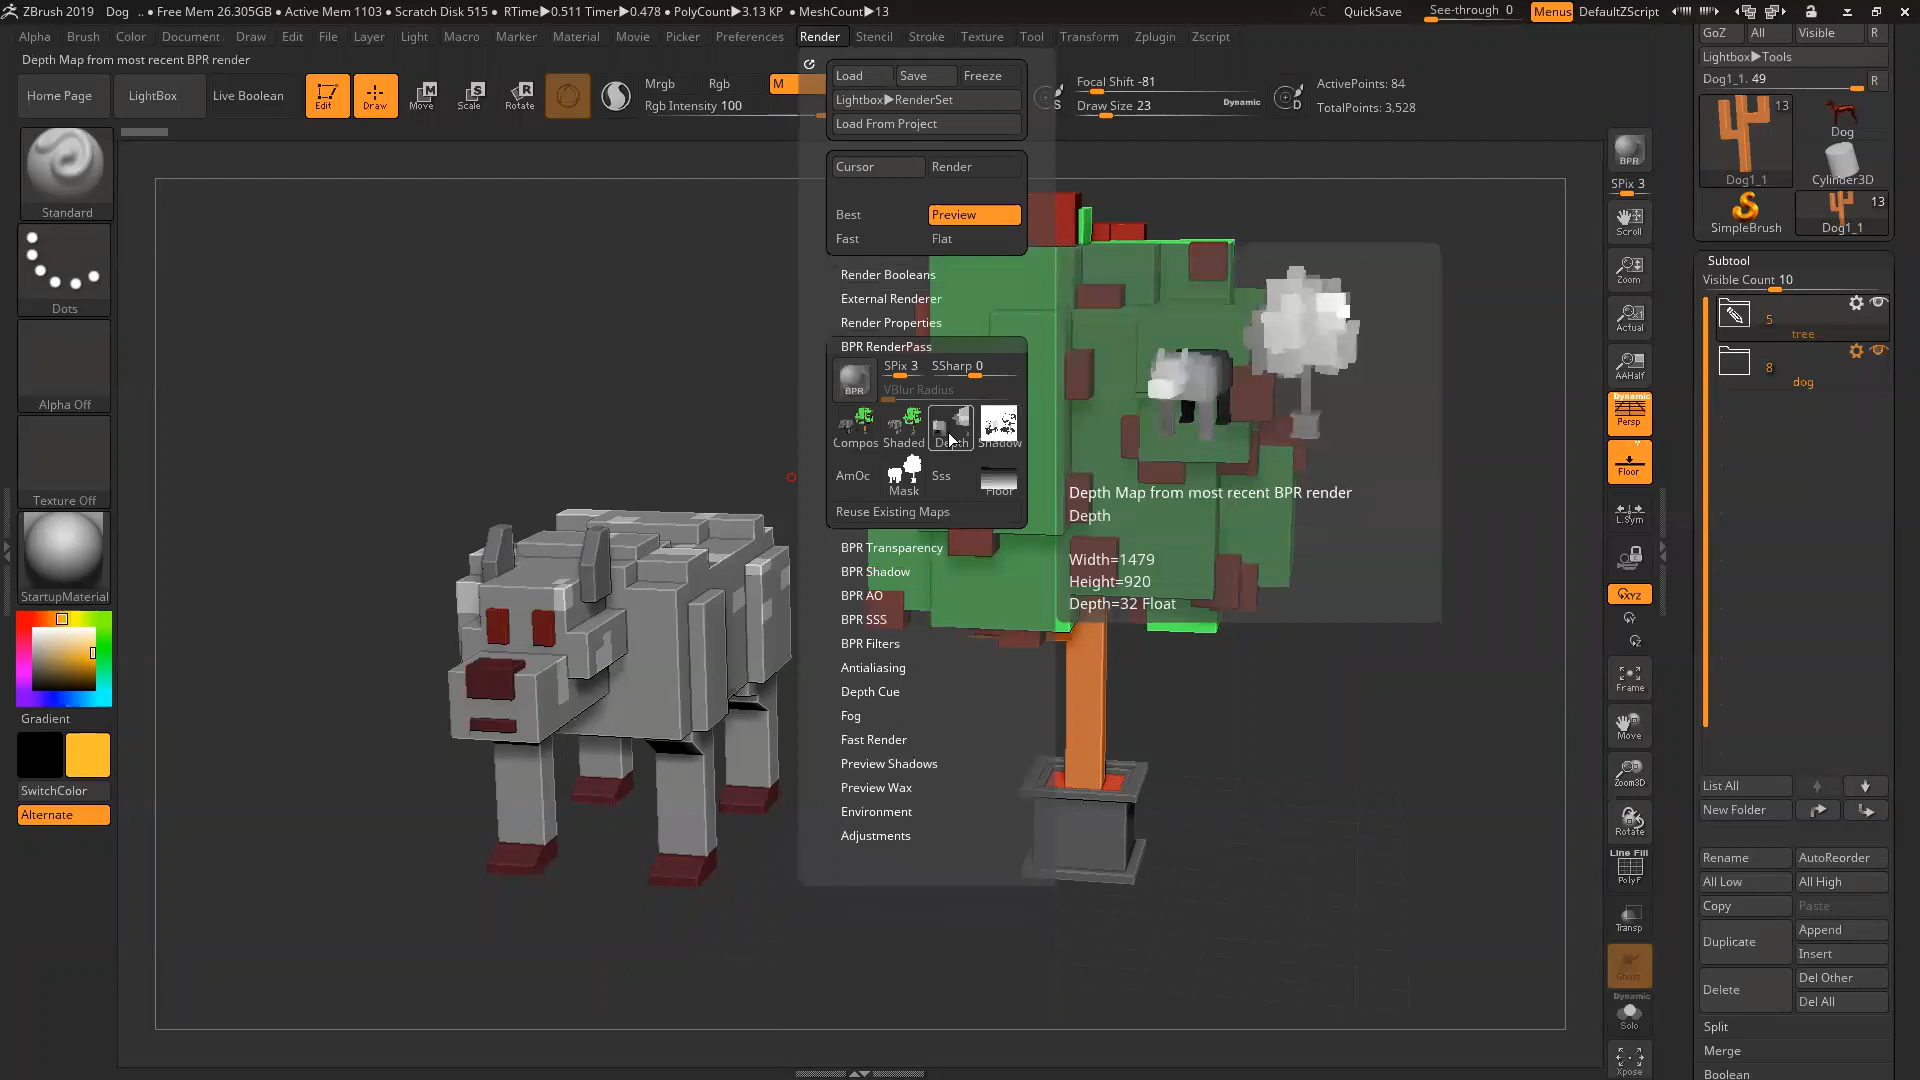 ZBrush 2019 Dog .. • Free Mem 26.305GB • Active Mem 1103 • Scratch Disk 515 • RTime▶0.511 Timer▶0.478 • PolyCount▶3.13 KP • MeshCount▶13 AC QuickSave See-through 0 Menus DefaultZScript
Alpha Brush Color Document Draw Edit File Layer Light Macro Marker Material Movie Picker Preferences Render Stencil Stroke Texture Tool Transform Zplugin Zscript
Depth Map from most recent BPR render
Home Page
LightBox
Live Boolean
Edit
Draw
Move
Scale
Rotate
Mrgb
Rgb
M
Rgb Intensity 100
S
Focal Shift -81
Draw Size 23
Dynamic
D
ActivePoints: 84
TotalPoints: 3,528
Standard
Dots
Alpha Off
Texture Off
StartupMaterial
Gradient
SwitchColor
Alternate
Load
Save
Freeze
Lightbox▶RenderSet
Load From Project
Cursor
Render
Best
Preview
Fast
Flat
Render Booleans
External Renderer
Render Properties
BPR RenderPass
BPR
SPix 3
SSharp 0
VBlur Radius
Compos
Shaded
Depth
Shadow
AmOc
Mask
Sss
Floor
Reuse Existing Maps
BPR Transparency
BPR Shadow
BPR AO
BPR SSS
BPR Filters
Antialiasing
Depth Cue
Fog
Fast Render
Preview Shadows
Preview Wax
Environment
Adjustments
Depth Map from most recent BPR render
Depth
Width=1479
Height=920
Depth=32 Float
BPR
SPix 3
Scroll
Zoom
Actual
AAHalf
Dynamic
Persp
Floor
L.Sym
XYZ
Frame
Move
Zoom3D
Rotate
Line Fill
PolyF
Transp
Ghost
Dynamic
Solo
Xpose
GoZ
All
Visible
R
Lightbox▶Tools
Dog1_1. 49
R
13
Dog1_1
Dog
Cylinder3D
SimpleBrush
13
Dog1_1
Subtool
Visible Count 10
5
tree
8
dog
List All
New Folder
Rename
AutoReorder
All Low
All High
Copy
Paste
Duplicate
Append
Insert
Delete
Del Other
Del All
Split
Merge
Boolean